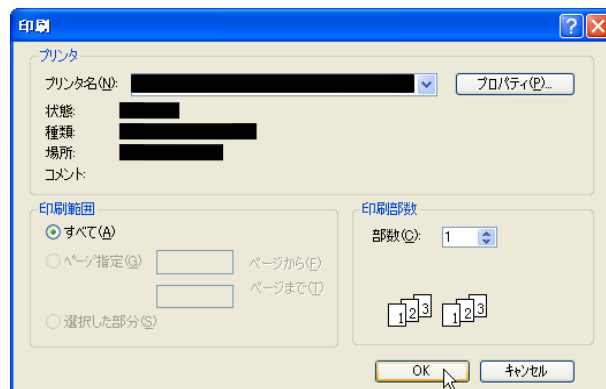 印刷
プリンタ
プリンタ名(N):
プロパティ(P)...
状態:
種類:
場所:
コメント:
印刷範囲
すべて(A)
ページ指定(G)
ページから(F)
ページまで(T)
選択した部分(S)
印刷部数
部数(C): 1
1 2 3 1 2 3
OK キャンセル